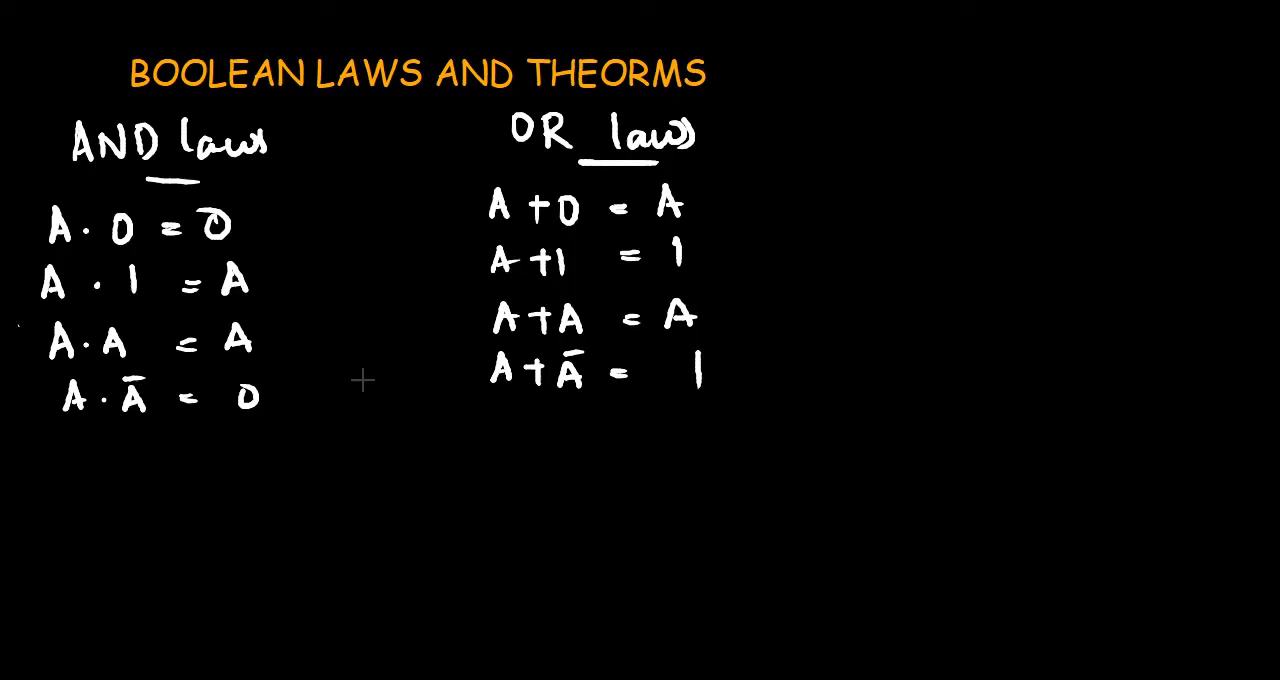 BOOLEAN LAWS AND THEORMS
AND laws
A · 0 = 0
A · 1 = A
A · A = A
A · Ā = 0
OR laws
A + 0 = A
A + 1 = 1
A + A = A
A + Ā = 1